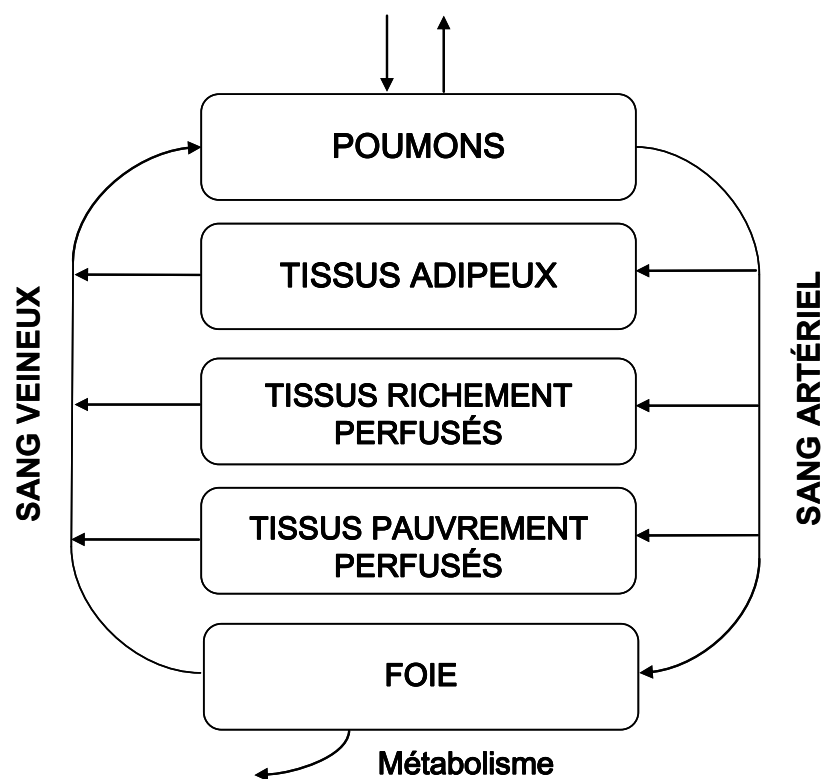 POUMONS
TISSUS ADIPEUX
TISSUS RICHEMENT
PERFUSÉS
TISSUS PAUVREMENT
PERFUSÉS
FOIE
Métabolisme
SANG VEINEUX
SANG ARTÉRIEL